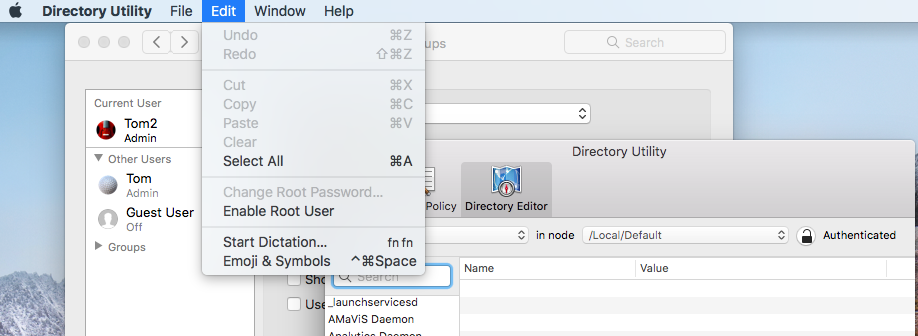 Directory Utility File Edit Window Help
Undo ⌘Z
Redo ⇧⌘Z
Cut ⌘X
Copy ⌘C
Paste ⌘V
Clear
Select All ⌘A
Change Root Password...
Enable Root User
Start Dictation... fn fn
Emoji & Symbols ^⌘Space
ups
Search
Current User
Tom2
Admin
Other Users
Tom
Admin
Guest User
Off
Groups
Sho
Use
Directory Utility
Policy Directory Editor
in node /Local/Default Authenticated
Search
Name Value
_launchservicesd
AMaViS Daemon
Analytics Daemon